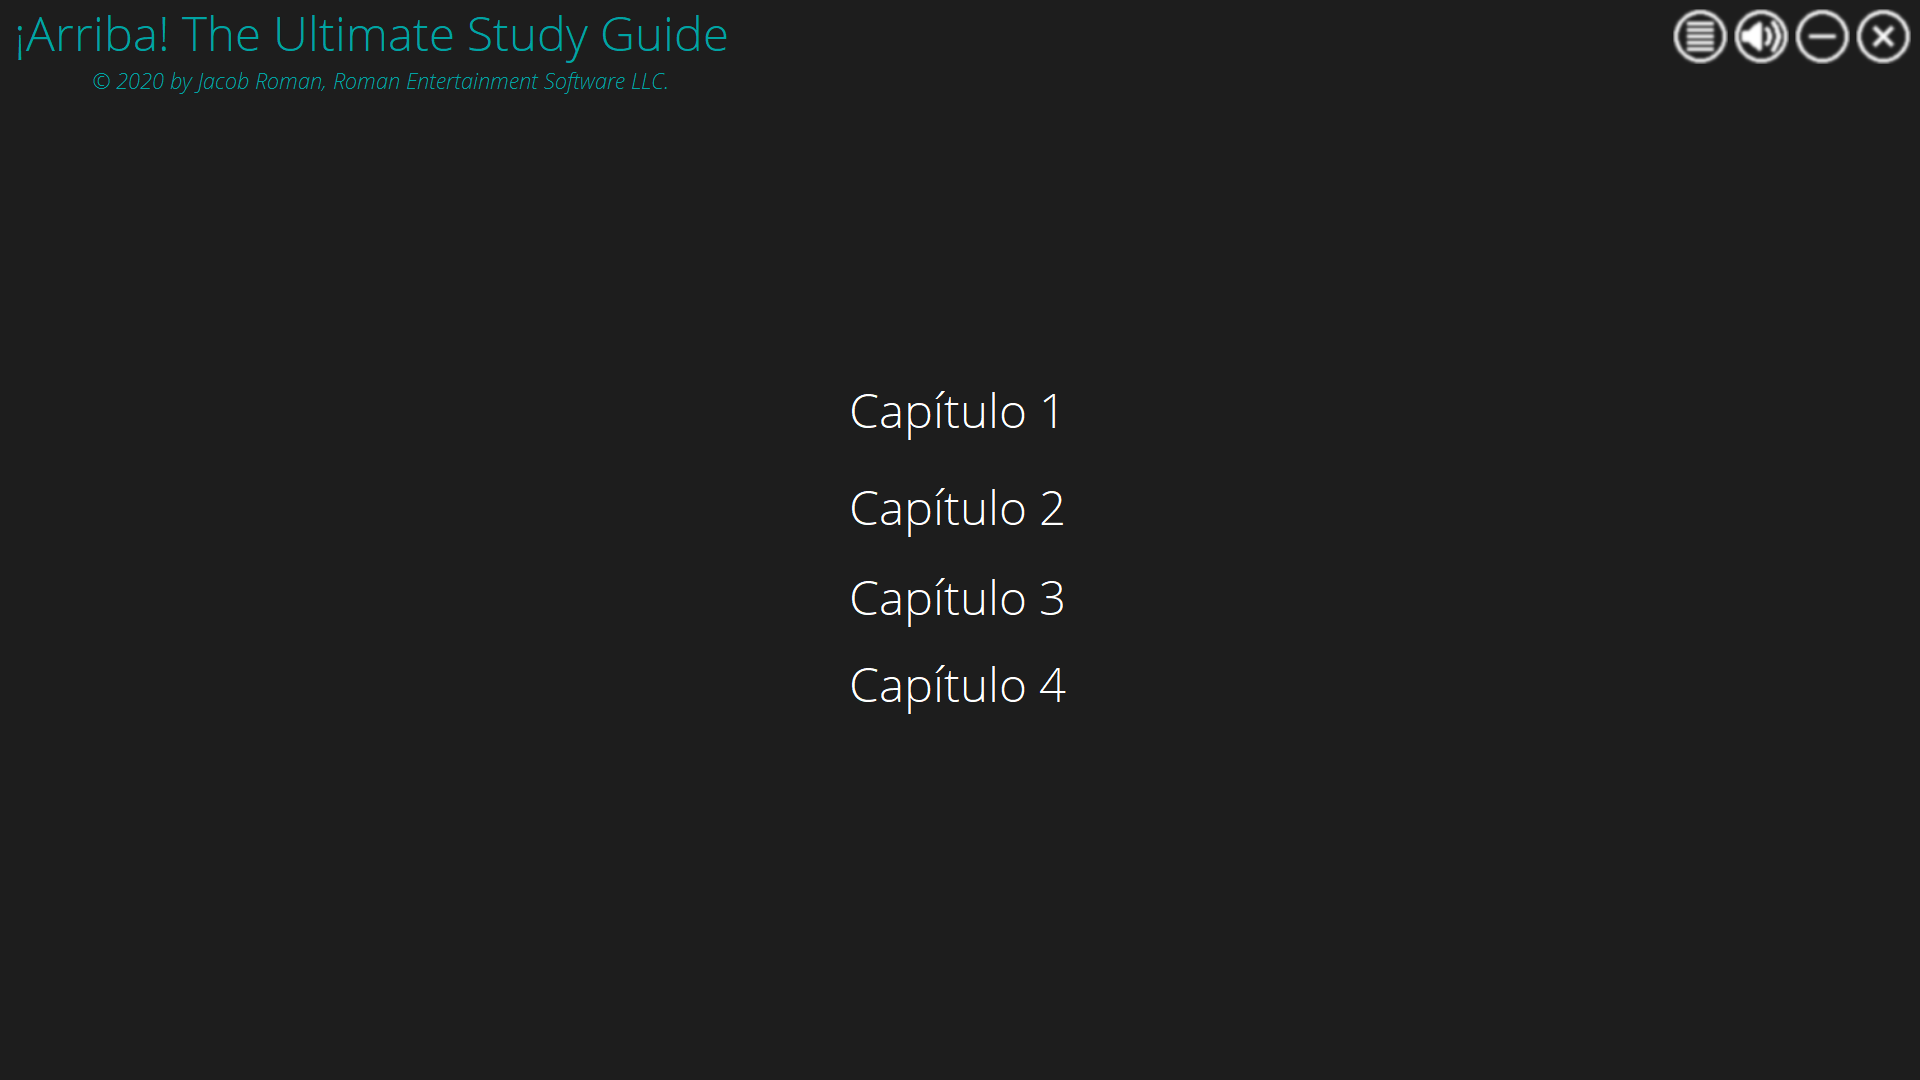 ¡Arriba! The Ultimate Study Guide
© 2020 by Jacob Roman, Roman Entertainment Software LLC.
Capítulo 1
Capítulo 2
Capítulo 3
Capítulo 4